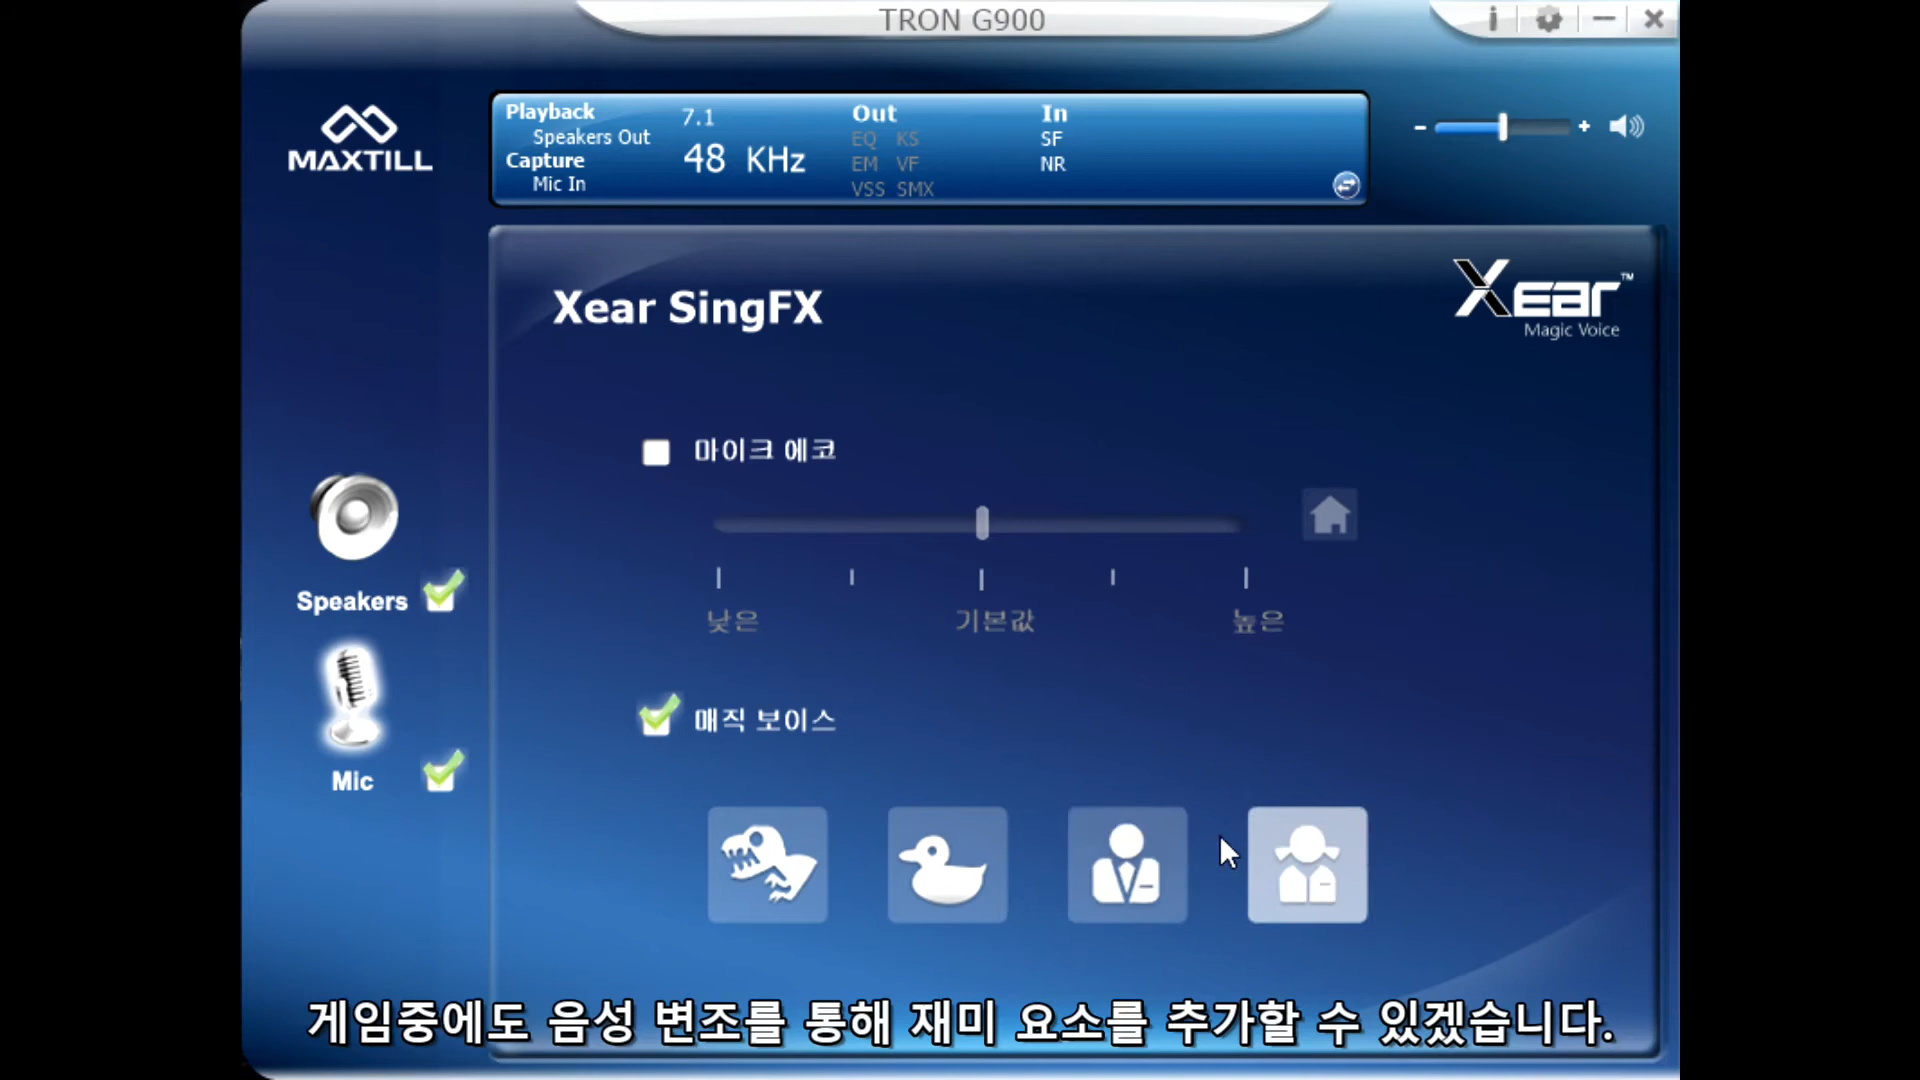 TRON G900
MAXTILL
Playback
Speakers Out
Capture
Mic In
7.1
48 KHz
Out
EQ KS
EM VF
VSS SMX
In
SF
NR
Xear SingFX
Xear™
Magic Voice
마이크 에코
낮은 기본값 높은
매직 보이스
Speakers
Mic
게임중에도 음성 변조를 통해 재미 요소를 추가할 수 있겠습니다.